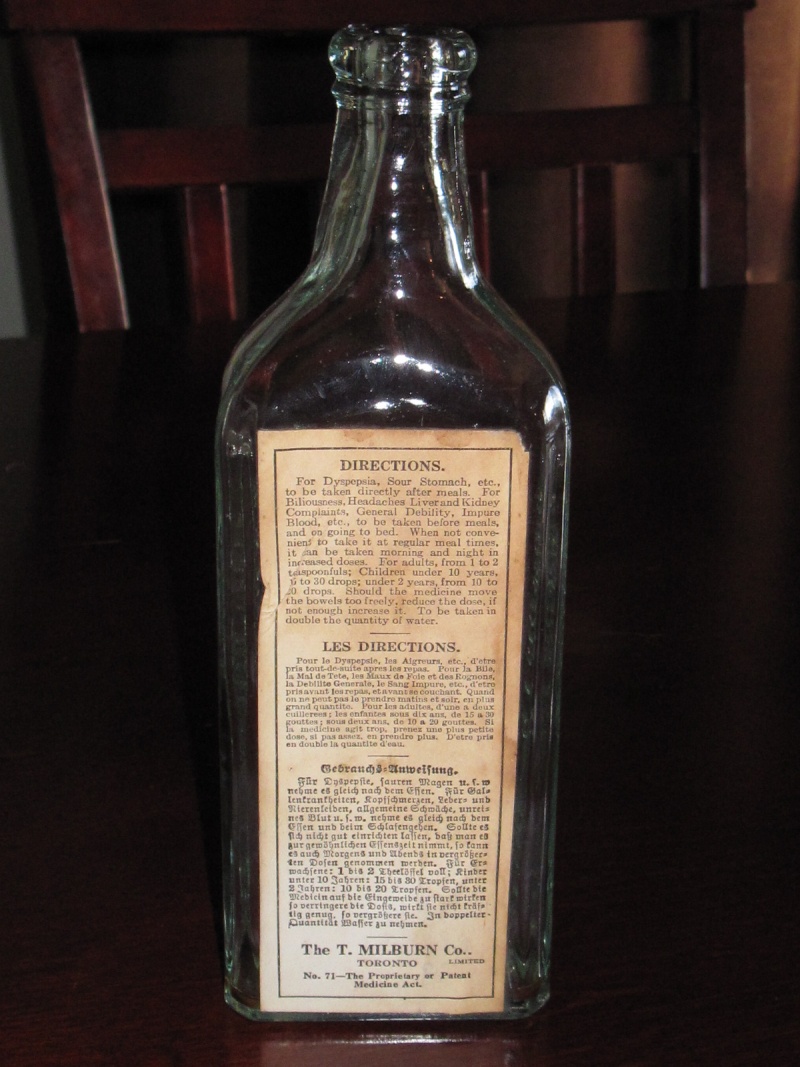 DIRECTIONS.
For Dyspepsia, Sour Stomach, etc.,
to be taken directly after meals. For
Biliousness, Headaches Liver and Kidney
Complaints, General Debility, Impure
Blood, etc., to be taken before meals,
and on going to bed. When not conve-
nient to take it at regular meal times,
it can be taken morning and night in
increased doses. For adults, from 1 to 2
teaspoonfuls; Children under 10 years,
to 30 drops; under 2 years, from 10 to
drops. Should the medicine move
the bowels too freely, reduce the dose, if
not enough increase it. To be taken in
double the quantity of water.
LES DIRECTIONS.
Pour le Dyspepsie, les Aigreurs, etc., d'etre
pris tout-de-suite apres les repas. Pour la Bile,
la Mal de Tete, les Maux de Foie et des Rognons,
la Debilite Generale, le Sang Impure, etc., d'etre
pris avant les repas, et avant se couchant. Quand
on ne peut pas le prendre matins et soir, en plus
grand quantite. Pour les adultes, d'une a deux
cuillerees; les enfantes sous dix ans, de 15 a 30
gouttes; sous deux ans, de 10 a 20 gouttes. Si
la medicine agit trop, prenez une plus petite
dose, si pas assez, en prendre plus. D'etre pris
en double la quantite d'eau.
Gebrauchs-Anweisung.
Für Dyspepsie, sauren Magen u. s. w
nehme es gleich nach dem Essen. Für Gal-
lenkrankheiten, Kopfschmerzen, Leber- und
Nierenleiden, allgemeine Schwäche, unrei-
nes Blut u. s. w. nehme es gleich nach dem
Essen und beim Schlafengehen. Sollte es
sich nicht gut einrichten lassen, daß man es
zur gewöhnlichen Essenszeit nimmt, so kann
es auch Morgens und Abends in vergrößer-
ten Dosen genommen werden. Für Er-
wachsene: 1 bis 2 Theelöffel voll; Kinder
unter 10 Jahren: 15 bis 30 Tropfen, unter
2 Jahren: 10 bis 20 Tropfen. Sollte die
Medicin auf die Eingeweide zu stark wirken
so verringere die Dosis, wirkt sie nicht kräf-
tig genug, so vergrößere sie. In doppelter
Quantität Wasser zu nehmen.
The T. MILBURN Co..
TORONTO LIMITED
No. 71—The Proprietary or Patent
Medicine Act.